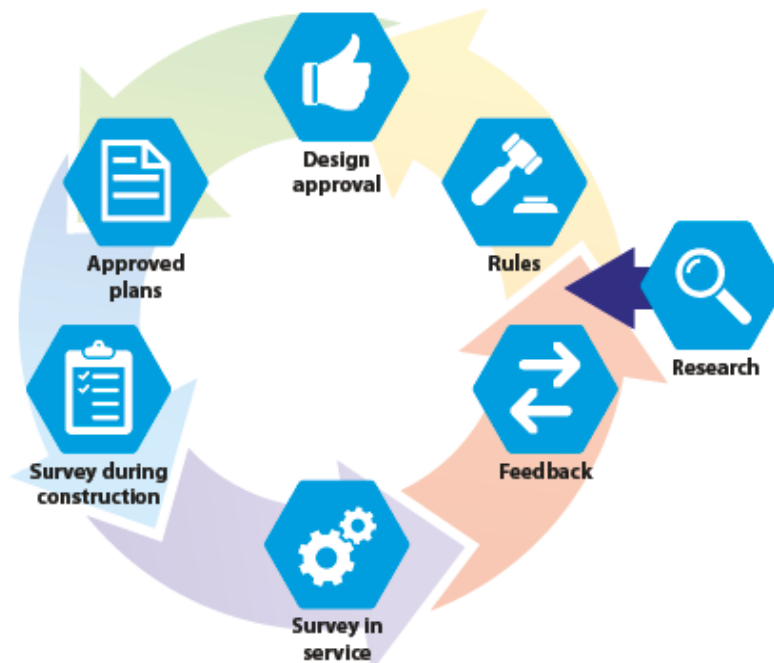 Design
approval
Rules
Approved
plans
Research
Feedback
Survey during
construction
Survey in
service